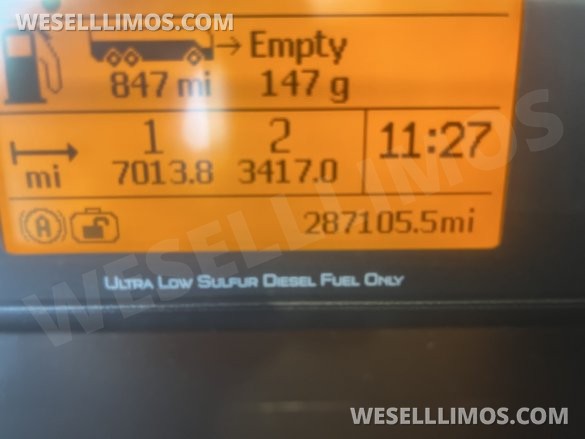 WESELLLIMOS.COM
Empty
847 mi 147 g
1 2
mi 7013.8 3417.0 11:27
(A) 287105.5mi
ULTRA LOW SULFUR DIESEL FUEL ONLY
WESELLLIMOS
WESELLLIMOS.COM